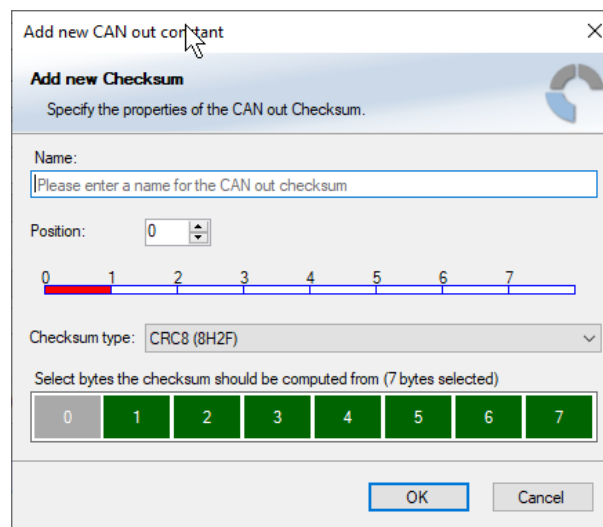 Add new CAN out constant
Add new Checksum
Specify the properties of the CAN out Checksum.
Name:
Please enter a name for the CAN out checksum
Position: 0
0 1 2 3 4 5 6 7
Checksum type: CRC8 (8H2F)
Select bytes the checksum should be computed from (7 bytes selected)
0 1 2 3 4 5 6 7
OK Cancel